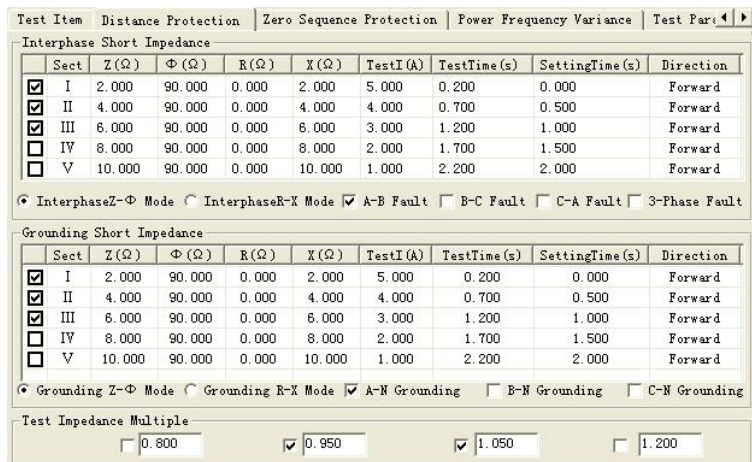 Test Item Distance Protection Zero Sequence Protection Power Frequency Variance Test Para
Interphase Short Impedance
Sect Z(Ω) Φ(Ω) R(Ω) X(Ω) TestI(A) TestTime(s) SettingTime(s) Direction
I 2.000 90.000 0.000 2.000 5.000 0.200 0.000 Forward
II 4.000 90.000 0.000 4.000 4.000 0.700 0.500 Forward
III 6.000 90.000 0.000 6.000 3.000 1.200 1.000 Forward
IV 8.000 90.000 0.000 8.000 2.000 1.700 1.500 Forward
V 10.000 90.000 0.000 10.000 1.000 2.200 2.000 Forward
InterphaseZ-Φ Mode InterphaseR-X Mode A-B Fault B-C Fault C-A Fault 3-Phase Fault
Grounding Short Impedance
Sect Z(Ω) Φ(Ω) R(Ω) X(Ω) TestI(A) TestTime(s) SettingTime(s) Direction
I 2.000 90.000 0.000 2.000 5.000 0.200 0.000 Forward
II 4.000 90.000 0.000 4.000 4.000 0.700 0.500 Forward
III 6.000 90.000 0.000 6.000 3.000 1.200 1.000 Forward
IV 8.000 90.000 0.000 8.000 2.000 1.700 1.500 Forward
V 10.000 90.000 0.000 10.000 1.000 2.200 2.000 Forward
Grounding Z-Φ Mode Grounding R-X Mode A-N Grounding B-N Grounding C-N Grounding
Test Impedance Multiple
0.800 0.950 1.050 1.200